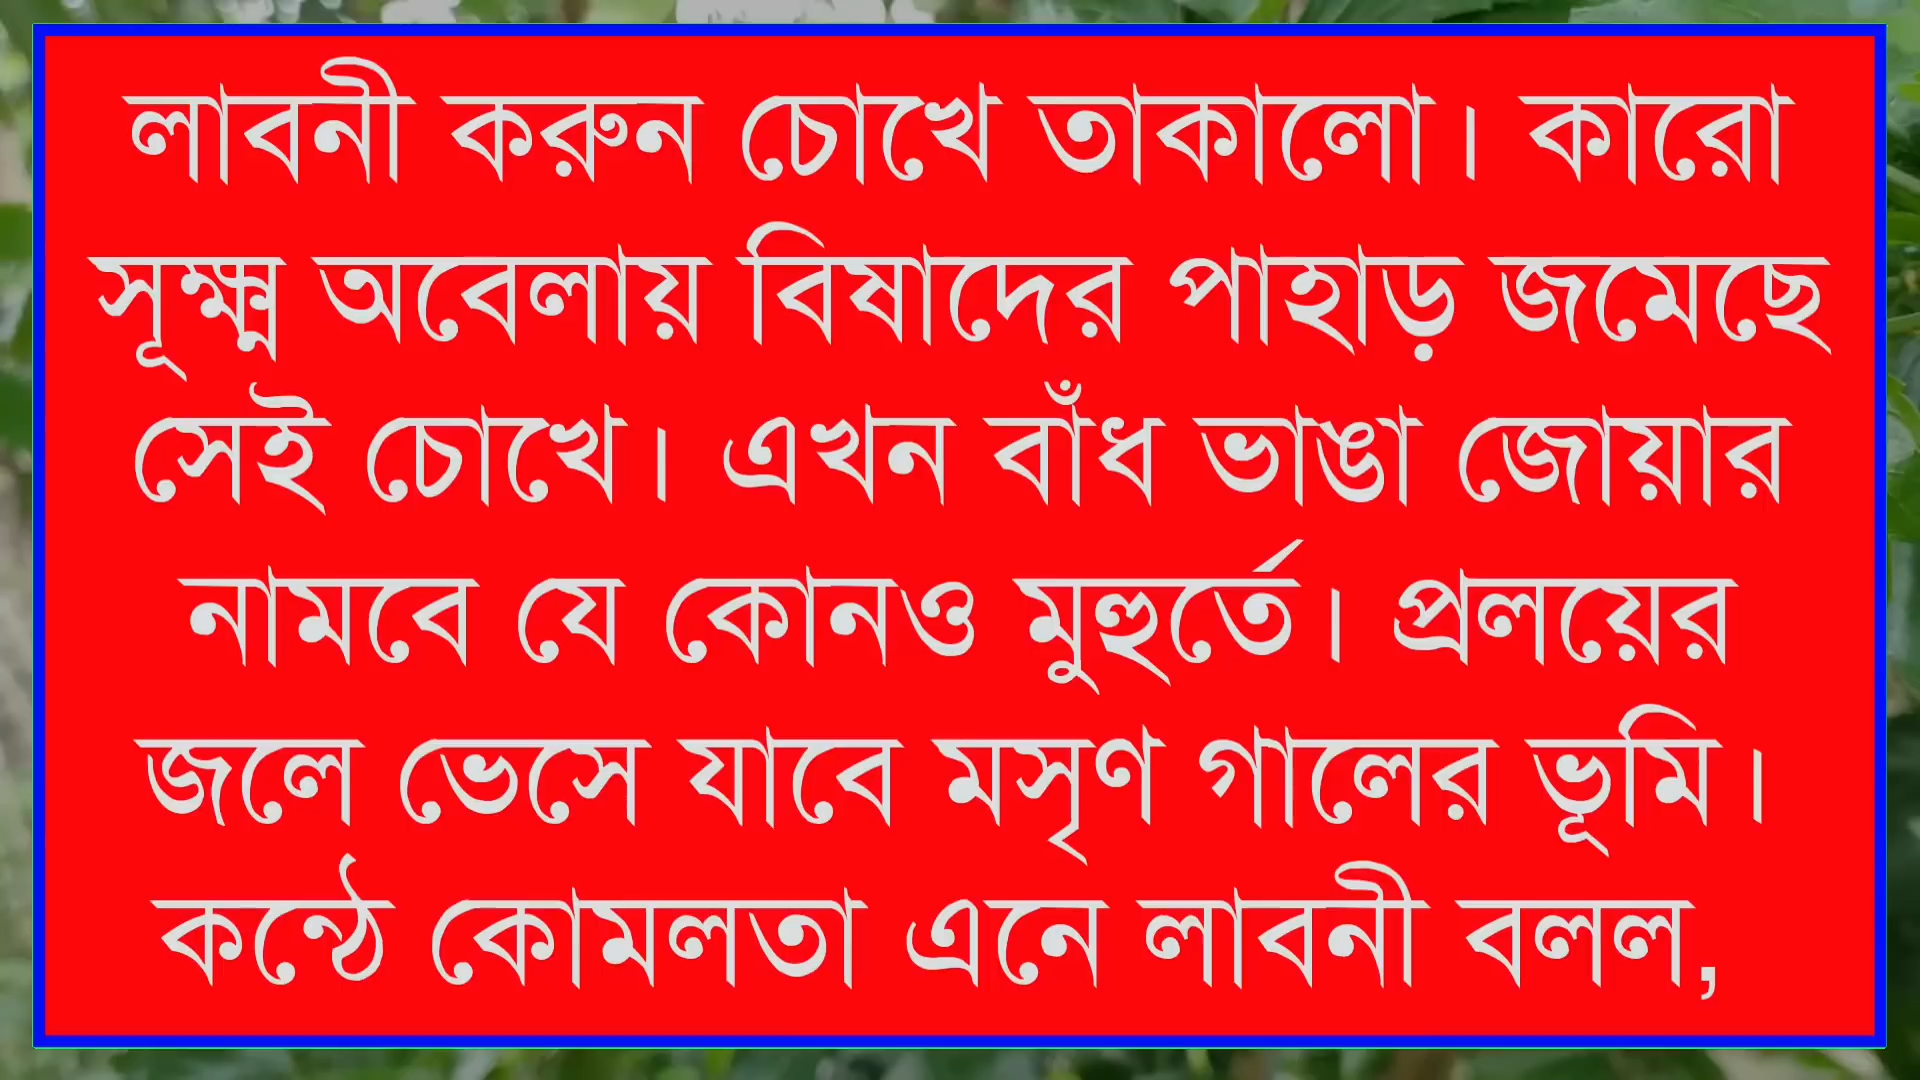 লাবনী করুন চোখে তাকালো। কারো
সূক্ষ্ম অবেলায় বিষাদের পাহাড় জমেছে
সেই চোখে। এখন বাঁধ ভাঙা জোয়ার
নামবে যে কোনও মুহুর্তে। প্রলয়ের
জলে ভেসে যাবে মসৃণ গালের ভূমি।
কন্ঠে কোমলতা এনে লাবনী বলল,